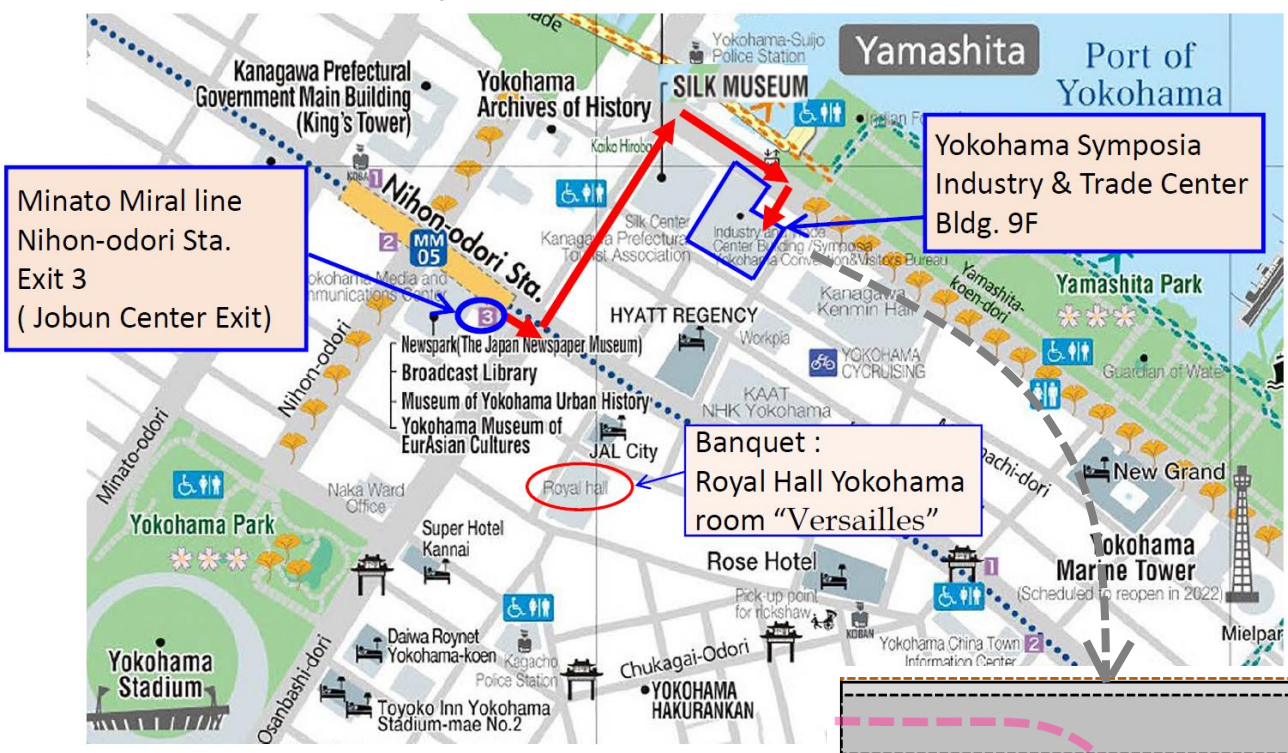 Yokohama-Suijo
Police Station
Yamashita
Port of
Yokohama
Kanagawa Prefectural
Government Main Building
(King's Tower)
Yokohama
Archives of History
SILK MUSEUM
Kaiko Hiroba
Yokohama Symposia
Industry & Trade Center
Bldg. 9F
KOBAN
1
Minato Miral line
Nihon-odori Sta.
Exit 3
( Jobun Center Exit)
Nihon-odori Sta.
2
MM
05
3
Silk Center
Kanagawa Prefectural
Tourist Association
Industry and Trade
Center Building /Symposia
Yokohama Convention&Visitors Bureau
Yamashita-
koen-dori
Yamashita Park
Kanagawa
Kenmin Hall
HYATT REGENCY
Workpia
YOKOHAMA
CYCRUISING
Guardian of Water
Newspark(The Japan Newspaper Museum)
Broadcast Library
Museum of Yokohama Urban History
Yokohama Museum of
EurAsian Cultures
KAAT
NHK Yokohama
Nihon-odori
Minato-odori
JAL City
Banquet :
Royal Hall Yokohama
room "Versailles"
New Grand
Royal hall
Naka Ward
Office
Yokohama Park
Super Hotel
Kannai
Rose Hotel
Marine Tower
(Scheduled to reopen in 2022)
1
Pick-up point
for rickshaw
KOBAN
Yokohama China Town
Information Center
2
Mielpar
Daiwa Roynet
Yokohama-koen
Kagacho
Police Station
Chukagai-Odori
Yokohama
Stadium
Osanbashi-dori
YOKOHAMA
HAKURANKAN
Toyoko Inn Yokohama
Stadium-mae No.2